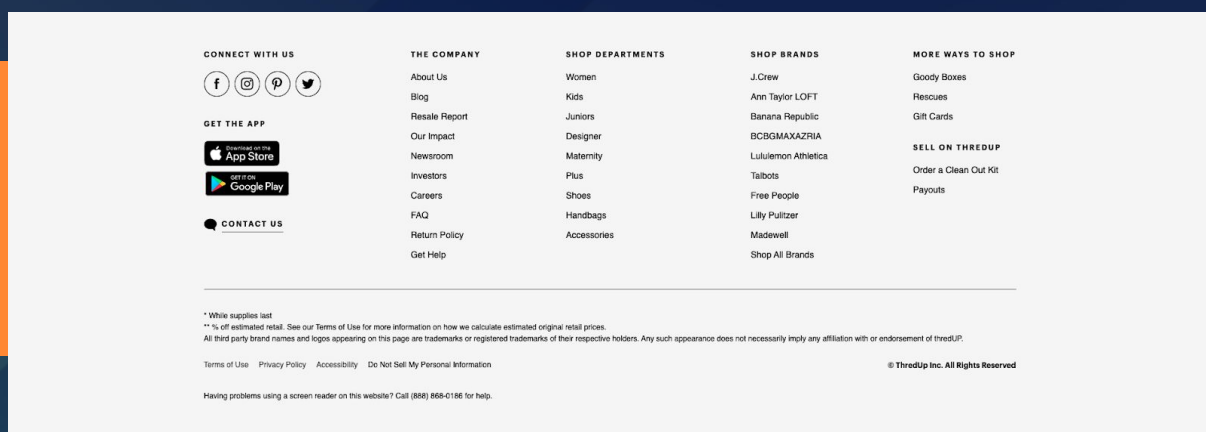 CONNECT WITH US
GET THE APP
Download on the
App Store
GET IT ON
Google Play
CONTACT US
THE COMPANY
About Us
Blog
Resale Report
Our Impact
Newsroom
Investors
Careers
FAQ
Return Policy
Get Help
SHOP DEPARTMENTS
Women
Kids
Juniors
Designer
Maternity
Plus
Shoes
Handbags
Accessories
SHOP BRANDS
J.Crew
Ann Taylor LOFT
Banana Republic
BCBGMAXAZRIA
Lululemon Athletica
Talbots
Free People
Lilly Pulitzer
Madewell
Shop All Brands
MORE WAYS TO SHOP
Goody Boxes
Rescues
Gift Cards
SELL ON THREDUP
Order a Clean Out Kit
Payouts
* While supplies last
** % off estimated retail. See our Terms of Use for more information on how we calculate estimated original retail prices.
All third party brand names and logos appearing on this page are trademarks or registered trademarks of their respective holders. Any such appearance does not necessarily imply any affiliation with or endorsement of thredUP.
Terms of Use Privacy Policy Accessibility Do Not Sell My Personal Information
© ThredUp Inc. All Rights Reserved
Having problems using a screen reader on this website? Call (888) 868-0186 for help.